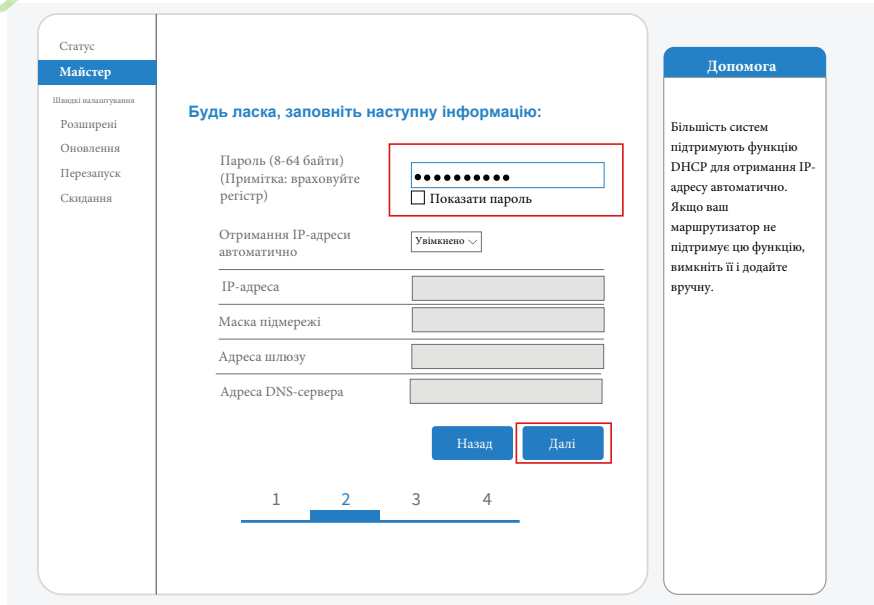 Статус
Майстер
Швидкі налаштування
Розширені
Оновлення
Перезапуск
Скидання
Будь ласка, заповніть наступну інформацію:
Пароль (8-64 байти)
(Примітка: враховуйте
регістр)
●●●●●●●●●●
Показати пароль
Отримання IP-адреси
автоматично
Увімкнено
IP-адреса
Маска підмережі
Адреса шлюзу
Адреса DNS-сервера
Назад
Далі
1 2 3 4
Допомога
Більшість систем
підтримують функцію
DHCP для отримання IP-
адресу автоматично.
Якщо ваш
маршрутизатор не
підтримує цю функцію,
вимкніть її і додайте
вручну.